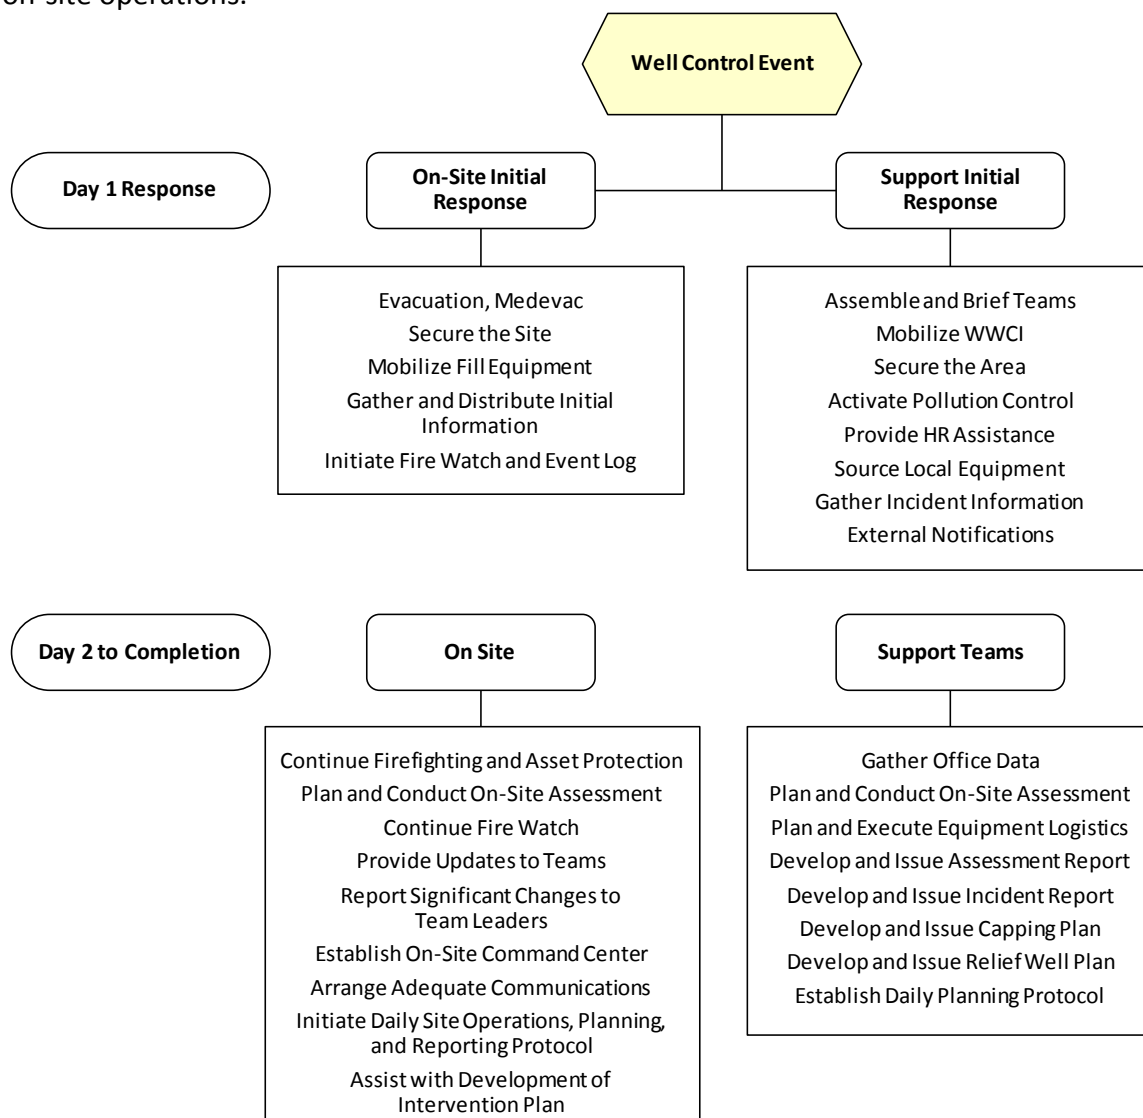 on-site operations.
Well Control Event
Day 1 Response
On-Site Initial
Response
Support Initial
Response
Evacuation, Medevac
Secure the Site
Mobilize Fill Equipment
Gather and Distribute Initial
Information
Initiate Fire Watch and Event Log
Assemble and Brief Teams
Mobilize WWCI
Secure the Area
Activate Pollution Control
Provide HR Assistance
Source Local Equipment
Gather Incident Information
External Notifications
Day 2 to Completion
On Site
Support Teams
Continue Firefighting and Asset Protection
Plan and Conduct On-Site Assessment
Continue Fire Watch
Provide Updates to Teams
Report Significant Changes to
Team Leaders
Establish On-Site Command Center
Arrange Adequate Communications
Initiate Daily Site Operations, Planning,
and Reporting Protocol
Assist with Development of
Intervention Plan
Gather Office Data
Plan and Conduct On-Site Assessment
Plan and Execute Equipment Logistics
Develop and Issue Assessment Report
Develop and Issue Incident Report
Develop and Issue Capping Plan
Develop and Issue Relief Well Plan
Establish Daily Planning Protocol